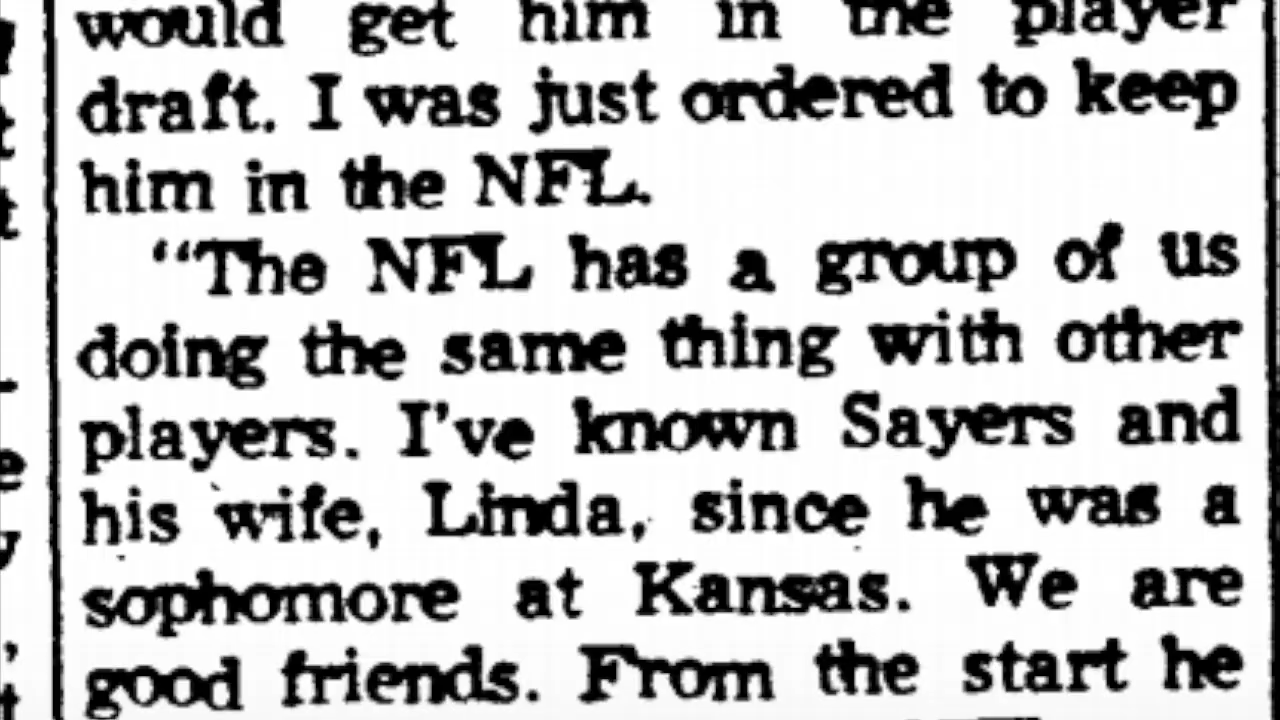 would get him in the player
draft. I was just ordered to keep
him in the NFL.
"The NFL has a group of us
doing the same thing with other
players. I've known Sayers and
his wife, Linda, since he was a
sophomore at Kansas. We are
good friends. From the start he